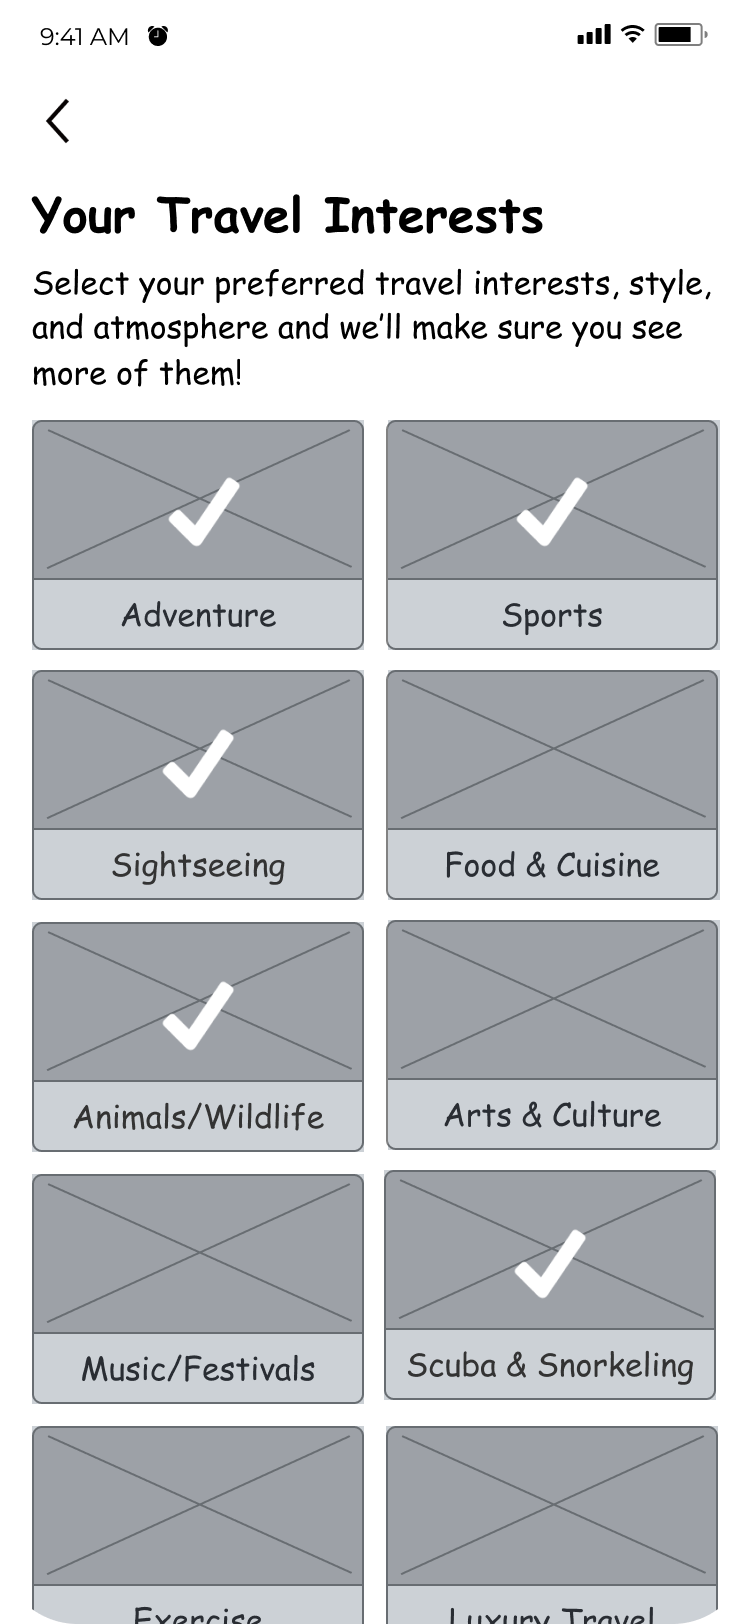 9:41 AM
Your Travel Interests
Select your preferred travel interests, style,
and atmosphere and we'll make sure you see
more of them!
Adventure
Sports
Sightseeing
Food & Cuisine
Animals/Wildlife
Arts & Culture
Music/Festivals
Scuba & Snorkeling
Exercise
Luxury Travel